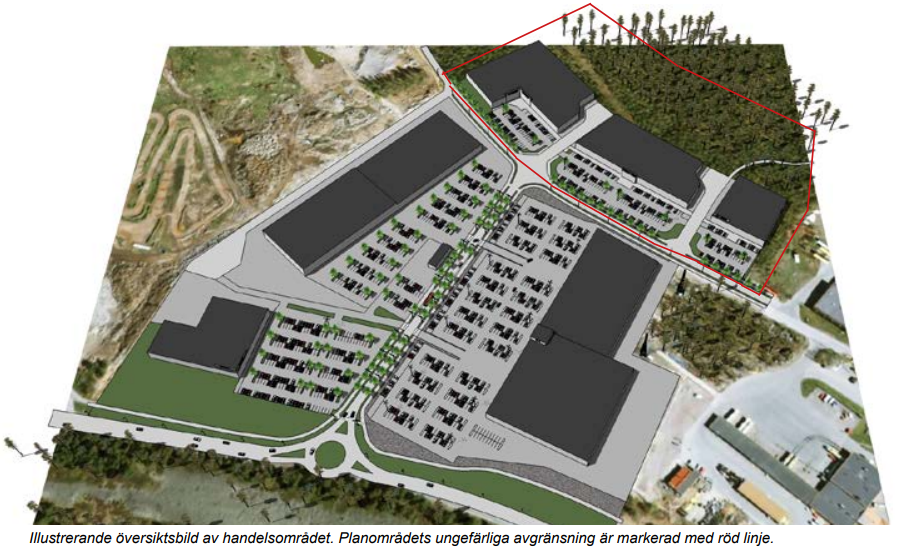 Illustrerande översiktsbild av handelsområdet. Planområdets ungefärliga avgränsning är markerad med röd linje.